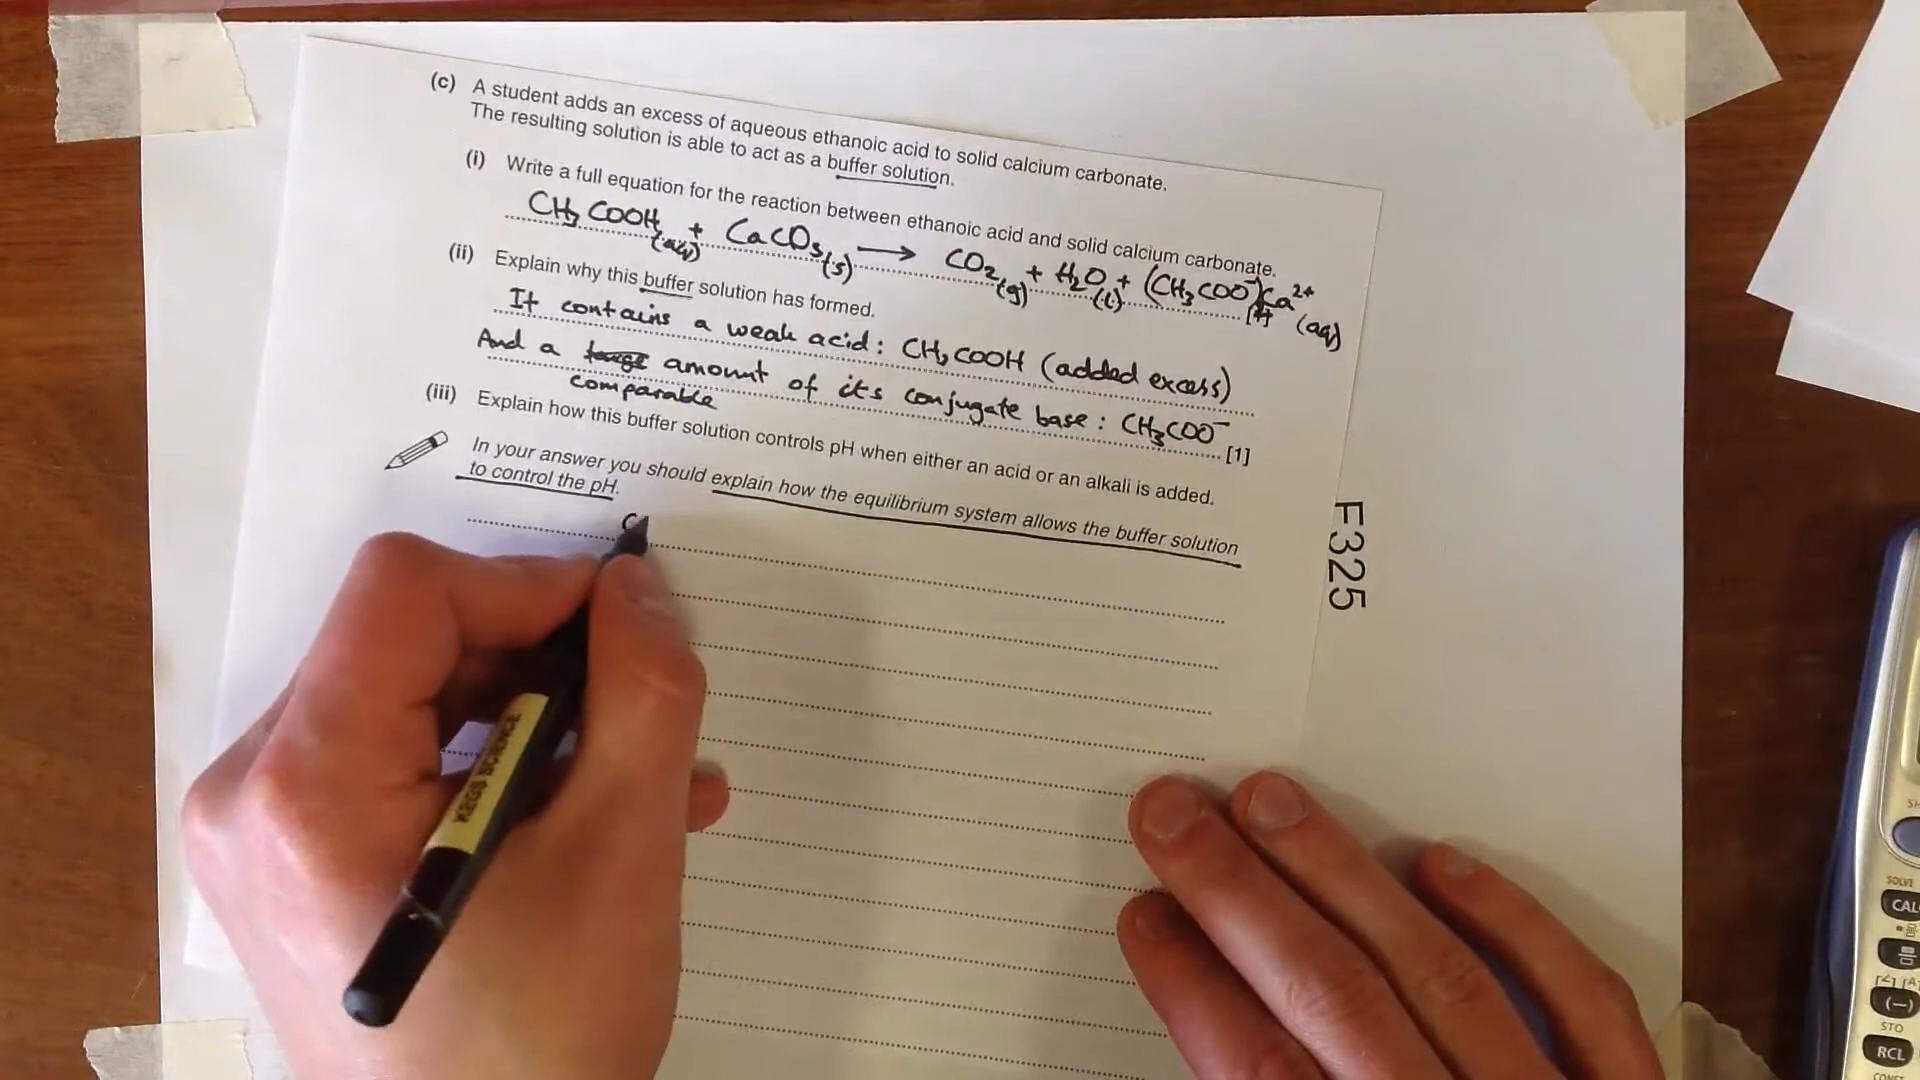 (c) A student adds an excess of aqueous ethanoic acid to solid calcium carbonate.
The resulting solution is able to act as a buffer solution.
(i) Write a full equation for the reaction between ethanoic acid and solid calcium carbonate.
CH3COOH(aq) + CaCO3(s) → CO2(g) + H2O(l) + (CH3COO-)2Ca2+(aq)
(ii) Explain why this buffer solution has formed.
It contains a weak acid: CH3COOH (added excess)
And a amount of its conjugate base: CH3COO- [1]
comparable
(iii) Explain how this buffer solution controls pH when either an acid or an alkali is added.
In your answer you should explain how the equilibrium system allows the buffer solution
to control the pH.
F325
KEGS SCIENCE
SOLVE
CAL
STO
RCL